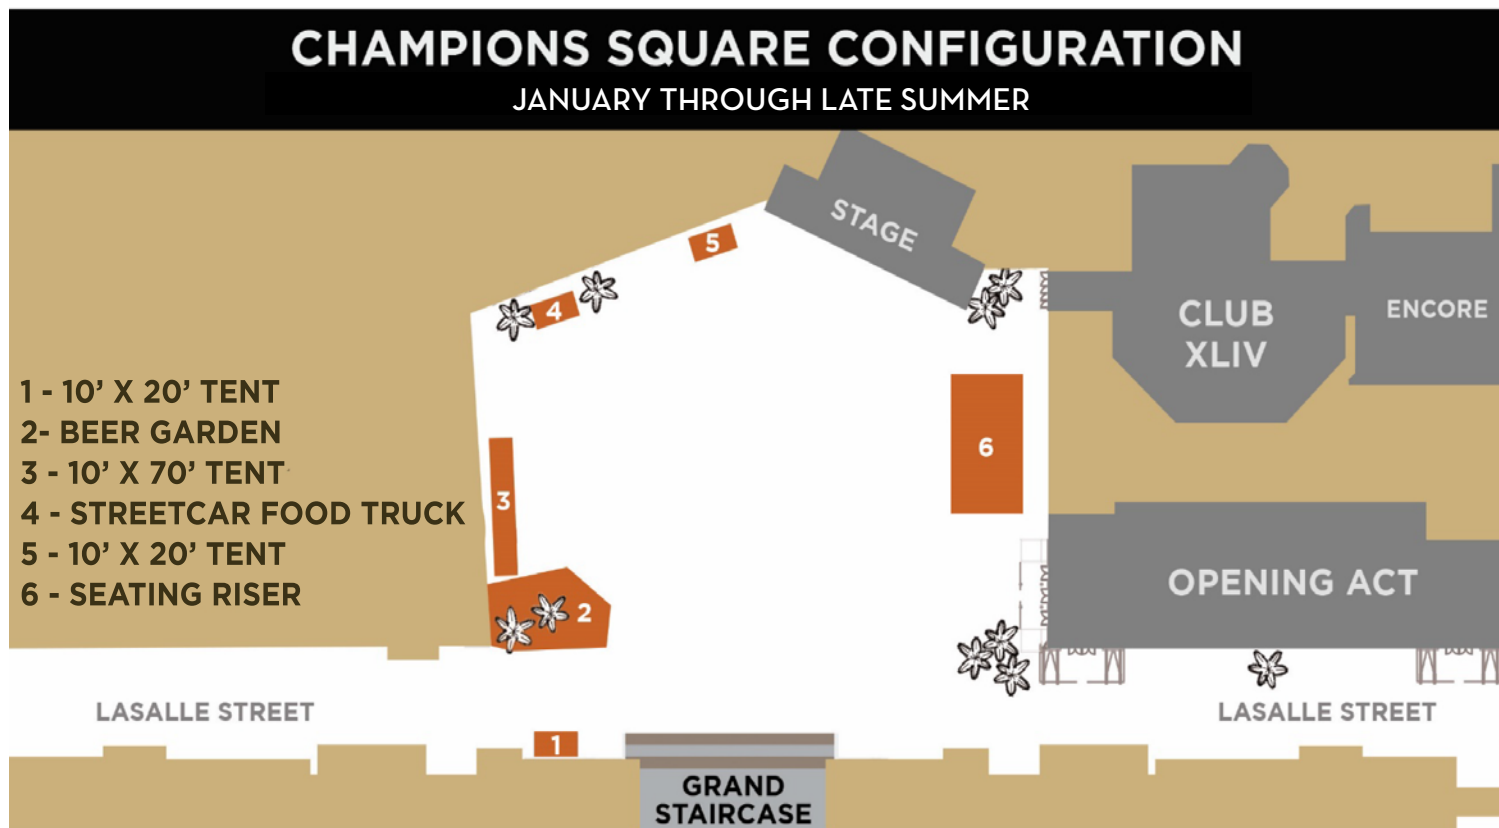 CHAMPIONS SQUARE CONFIGURATION
JANUARY THROUGH LATE SUMMER
STAGE
5
4
CLUB
XLIV
ENCORE
1 - 10’ X 20’ TENT
2- BEER GARDEN
3 - 10’ X 70’ TENT
4 - STREETCAR FOOD TRUCK
5 - 10’ X 20’ TENT
6 - SEATING RISER
6
3
2
OPENING ACT
LASALLE STREET
LASALLE STREET
1
GRAND
STAIRCASE